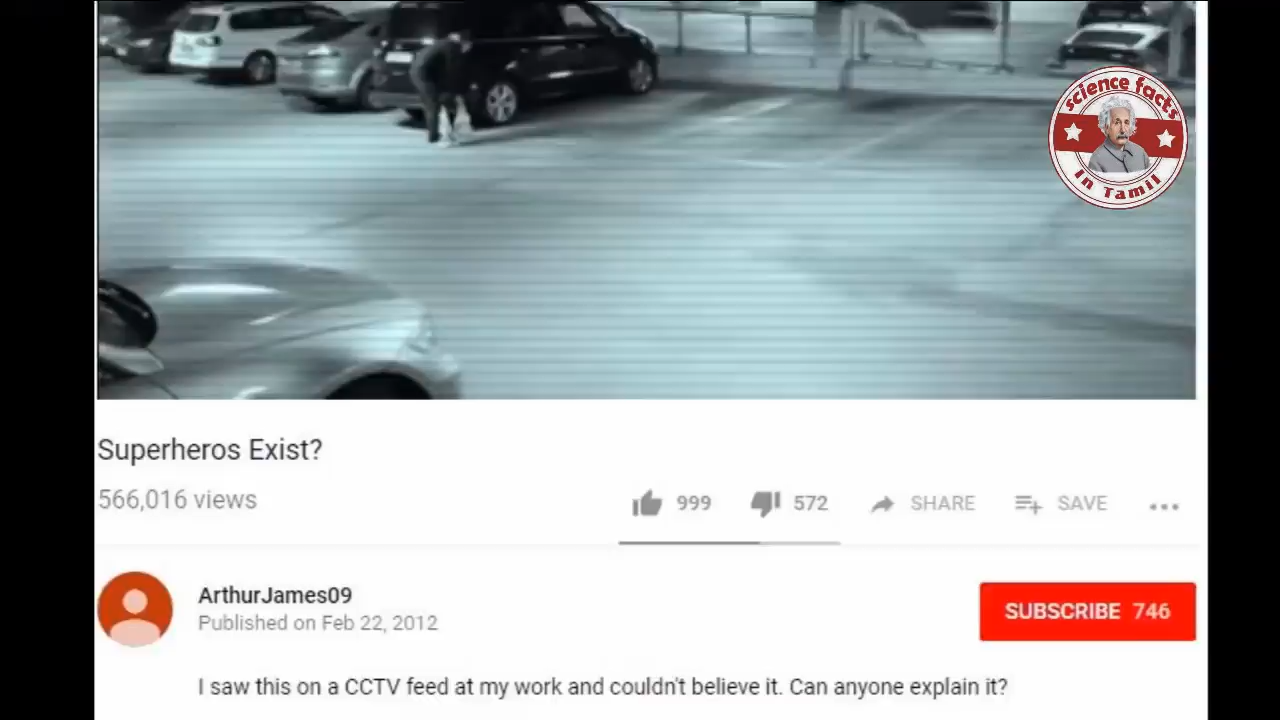 science facts
In Tamil
Superheros Exist?
566,016 views
999
572
SHARE
SAVE
ArthurJames09
Published on Feb 22, 2012
SUBSCRIBE 746
I saw this on a CCTV feed at my work and couldn't believe it. Can anyone explain it?